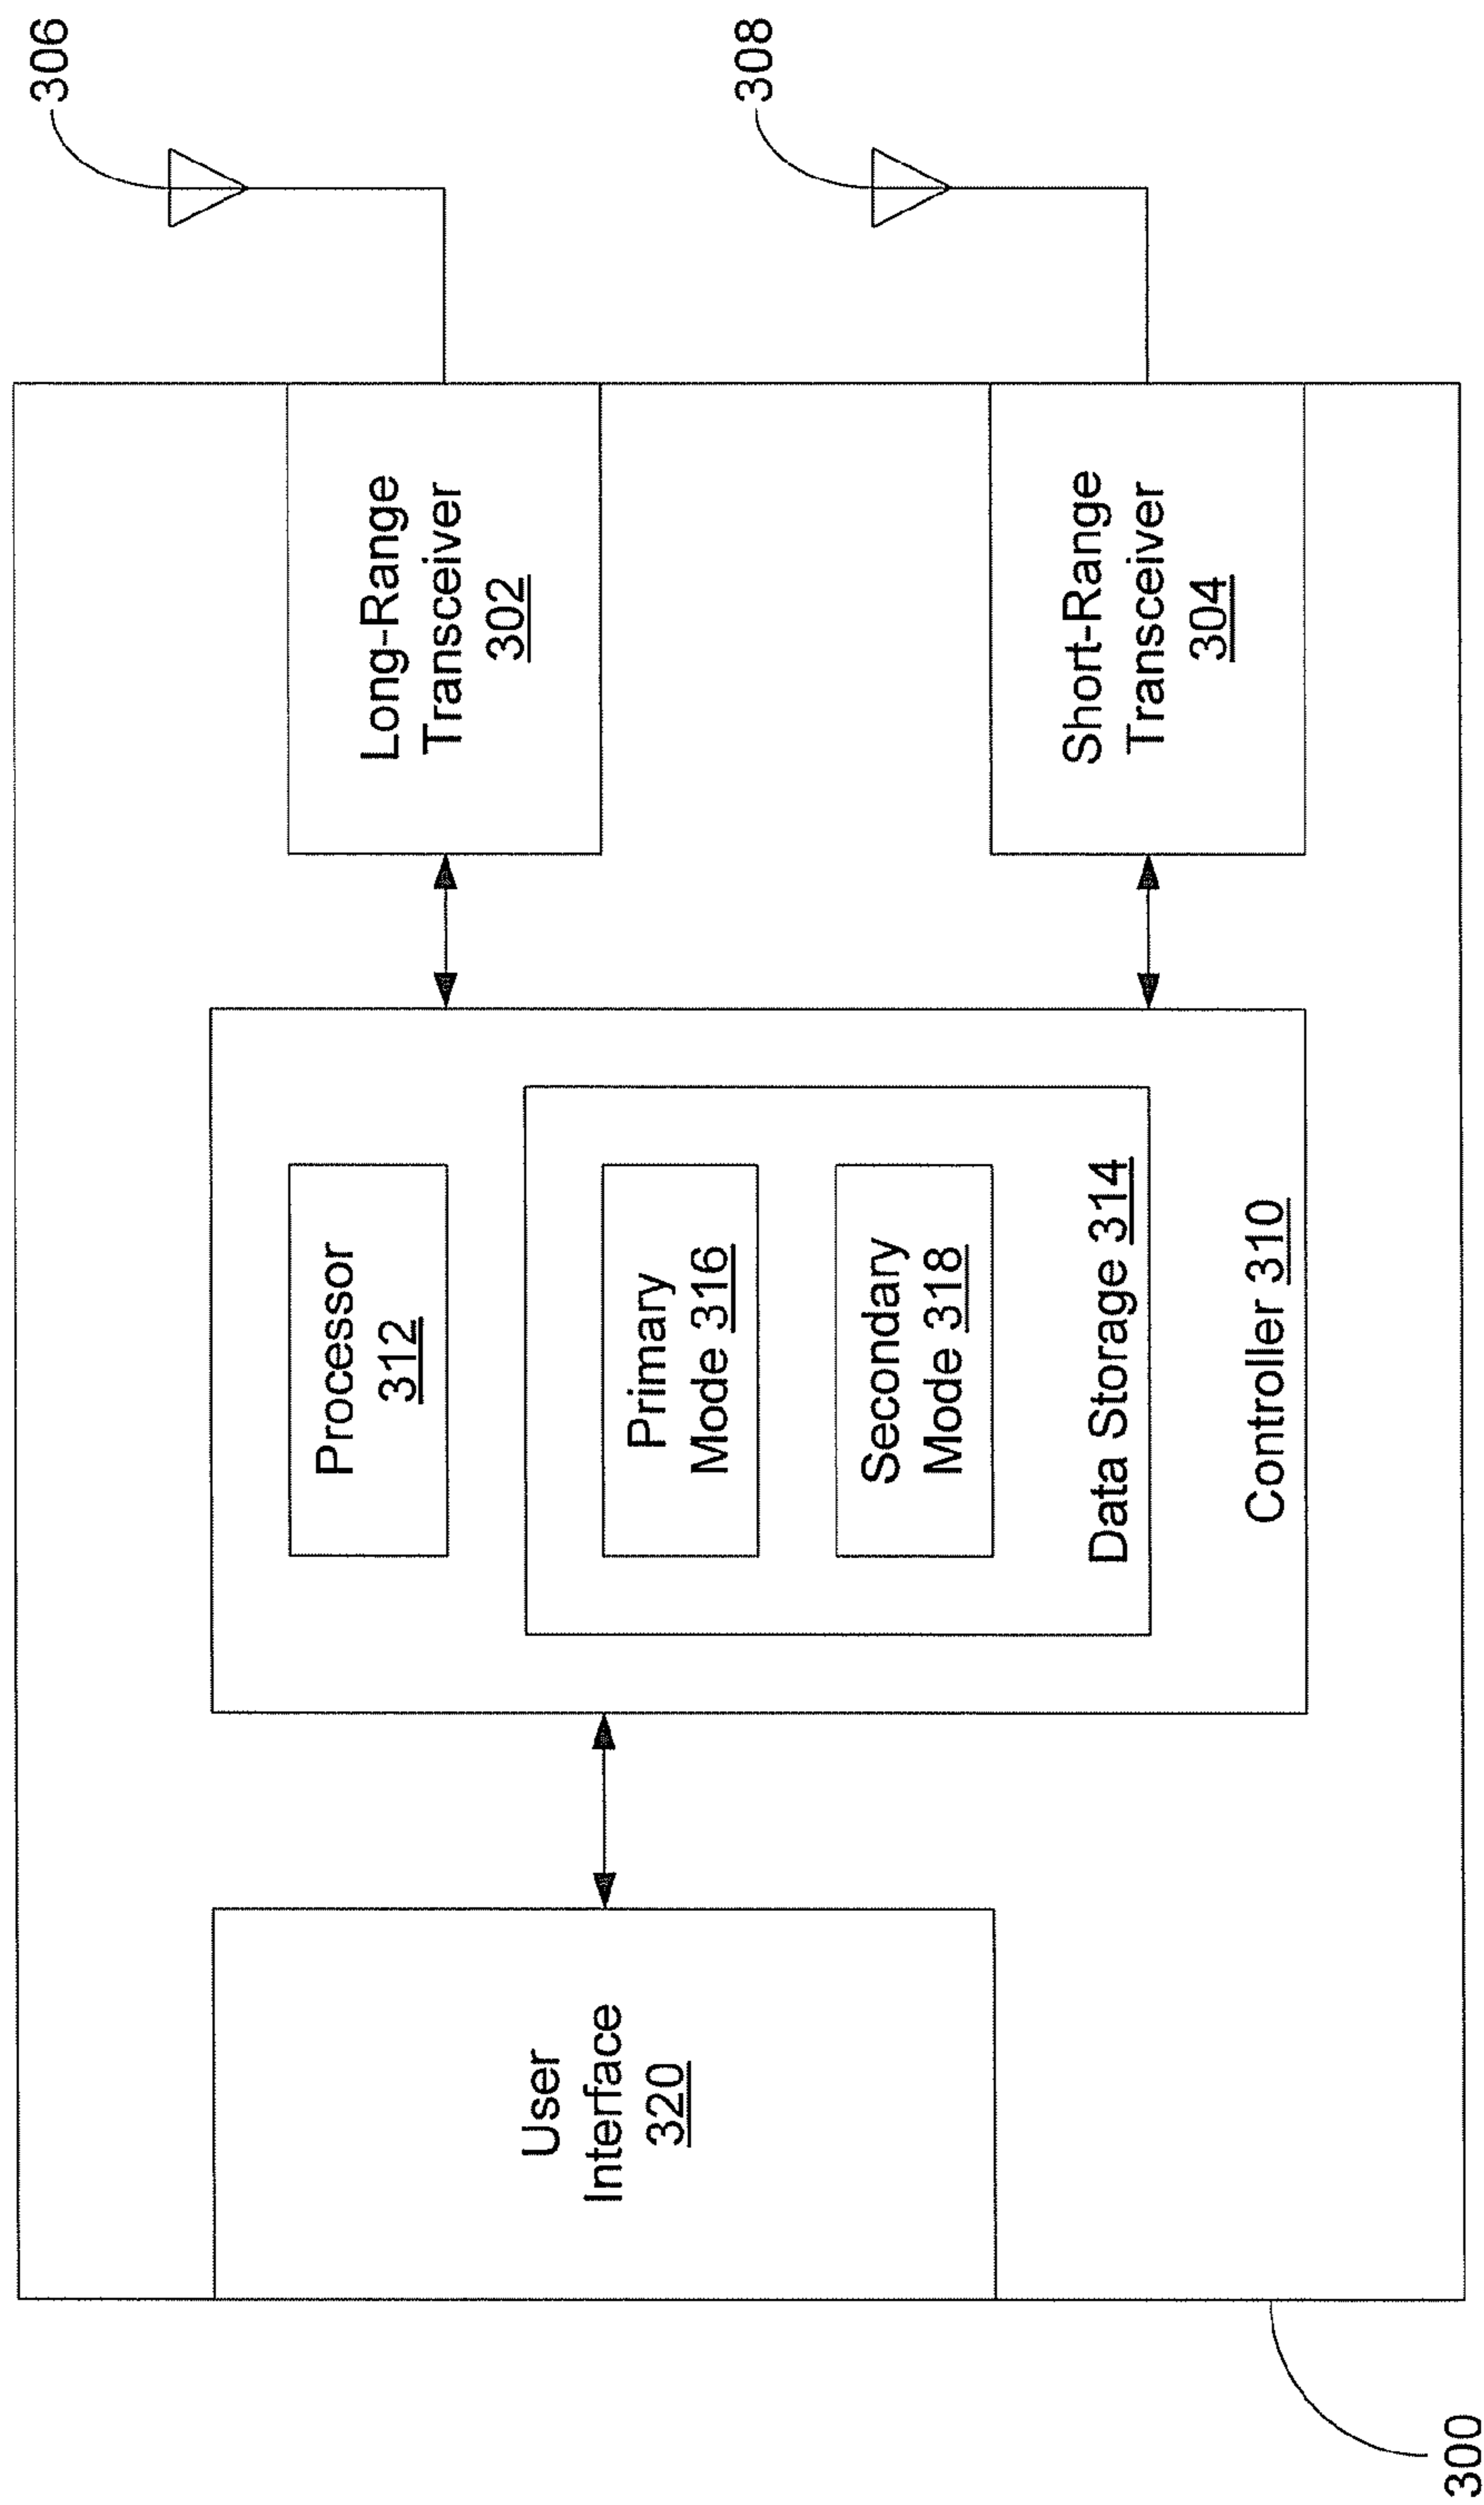 306
308
Long-Range
Transceiver
302
Short-Range
Transceiver
304
Processor
312
Primary
Mode 316
Secondary
Mode 318
Data Storage 314
Controller 310
User
Interface
320
300